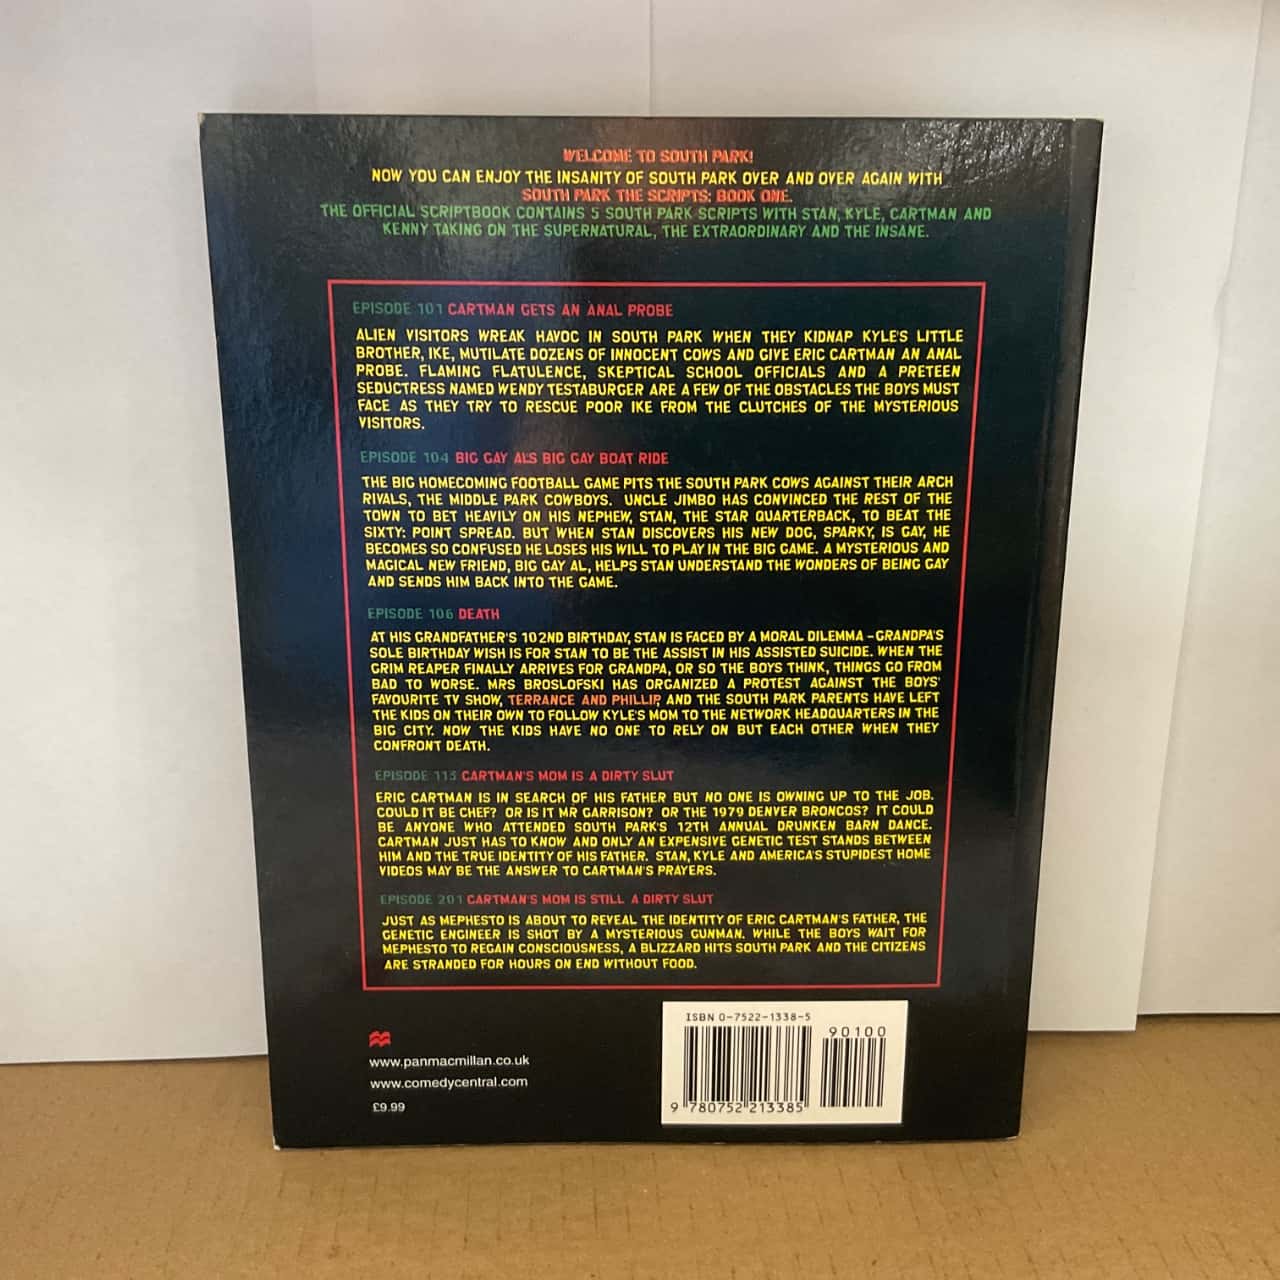 WELCOME TO SOUTH PARK!
NOW YOU CAN ENJOY THE INSANITY OF SOUTH PARK OVER AND OVER AGAIN WITH
SOUTH PARK THE SCRIPTS: BOOK ONE.
THE OFFICIAL SCRIPTBOOK CONTAINS 5 SOUTH PARK SCRIPTS WITH STAN, KYLE, CARTMAN AND
KENNY TAKING ON THE SUPERNATURAL, THE EXTRAORDINARY AND THE INSANE.
EPISODE 101 CARTMAN GETS AN ANAL PROBE
ALIEN VISITORS WREAK HAVOC IN SOUTH PARK WHEN THEY KIDNAP KYLE'S LITTLE
BROTHER, IKE, MUTILATE DOZENS OF INNOCENT COWS AND GIVE ERIC CARTMAN AN ANAL
PROBE. FLAMING FLATULENCE, SKEPTICAL SCHOOL OFFICIALS AND A PRETEEN
SEDUCTRESS NAMED WENDY TESTABURGER ARE A FEW OF THE OBSTACLES THE BOYS MUST
FACE AS THEY TRY TO RESCUE POOR IKE FROM THE CLUTCHES OF THE MYSTERIOUS
VISITORS.
EPISODE 104 BIG GAY AL'S BIG GAY BOAT RIDE
THE BIG HOMECOMING FOOTBALL GAME PITS THE SOUTH PARK COWS AGAINST THEIR ARCH
RIVALS, THE MIDDLE PARK COWBOYS. UNCLE JIMBO HAS CONVINCED THE REST OF THE
TOWN TO BET HEAVILY ON HIS NEPHEW, STAN, THE STAR QUARTERBACK, TO BEAT THE
SIXTY: POINT SPREAD. BUT WHEN STAN DISCOVERS HIS NEW DOG, SPARKY, IS GAY, HE
BECOMES SO CONFUSED HE LOSES HIS WILL TO PLAY IN THE BIG GAME. A MYSTERIOUS AND
MAGICAL NEW FRIEND, BIG GAY AL, HELPS STAN UNDERSTAND THE WONDERS OF BEING GAY
AND SENDS HIM BACK INTO THE GAME.
EPISODE 106 DEATH
AT HIS GRANDFATHER'S 102ND BIRTHDAY, STAN IS FACED BY A MORAL DILEMMA – GRANDPA'S
SOLE BIRTHDAY WISH IS FOR STAN TO BE THE ASSIST IN HIS ASSISTED SUICIDE. WHEN THE
GRIM REAPER FINALLY ARRIVES FOR GRANDPA, OR SO THE BOYS THINK, THINGS GO FROM
BAD TO WORSE. MRS BROSLOFSKI HAS ORGANIZED A PROTEST AGAINST THE BOYS'
FAVOURITE TV SHOW, TERRANCE AND PHILLIP, AND THE SOUTH PARK PARENTS HAVE LEFT
THE KIDS ON THEIR OWN TO FOLLOW KYLE'S MOM TO THE NETWORK HEADQUARTERS IN THE
BIG CITY. NOW THE KIDS HAVE NO ONE TO RELY ON BUT EACH OTHER WHEN THEY
CONFRONT DEATH.
EPISODE 113 CARTMAN'S MOM IS A DIRTY SLUT
ERIC CARTMAN IS IN SEARCH OF HIS FATHER BUT NO ONE IS OWNING UP TO THE JOB.
COULD IT BE CHEF? OR IS IT MR GARRISON? OR THE 1979 DENVER BRONCOS? IT COULD
BE ANYONE WHO ATTENDED SOUTH PARK'S 12TH ANNUAL DRUNKEN BARN DANCE.
CARTMAN JUST HAS TO KNOW AND ONLY AN EXPENSIVE GENETIC TEST STANDS BETWEEN
HIM AND THE TRUE IDENTITY OF HIS FATHER. STAN, KYLE AND AMERICA'S STUPIDEST HOME
VIDEOS MAY BE THE ANSWER TO CARTMAN'S PRAYERS.
EPISODE 201 CARTMAN'S MOM IS STILL A DIRTY SLUT
JUST AS MEPHESTO IS ABOUT TO REVEAL THE IDENTITY OF ERIC CARTMAN'S FATHER, THE
GENETIC ENGINEER IS SHOT BY A MYSTERIOUS GUNMAN. WHILE THE BOYS WAIT FOR
MEPHESTO TO REGAIN CONSCIOUSNESS, A BLIZZARD HITS SOUTH PARK AND THE CITIZENS
ARE STRANDED FOR HOURS ON END WITHOUT FOOD.
www.panmacmillan.co.uk
www.comedycentral.com
£9.99
ISBN 0-7522-1338-5
90100
9 780752 213385